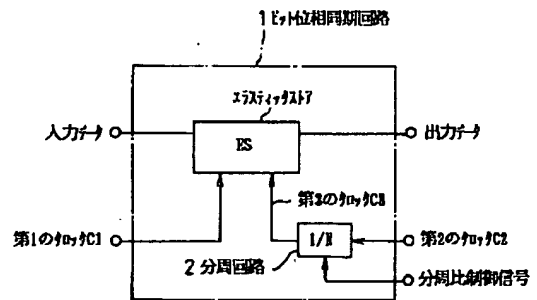 1 ビット位相同期回路
エラスティックストア
入力データ
ES
出力データ
第3のクロックC3
第1のクロックC1
1/N
第2のクロックC2
2 分周回路
分周比制御信号